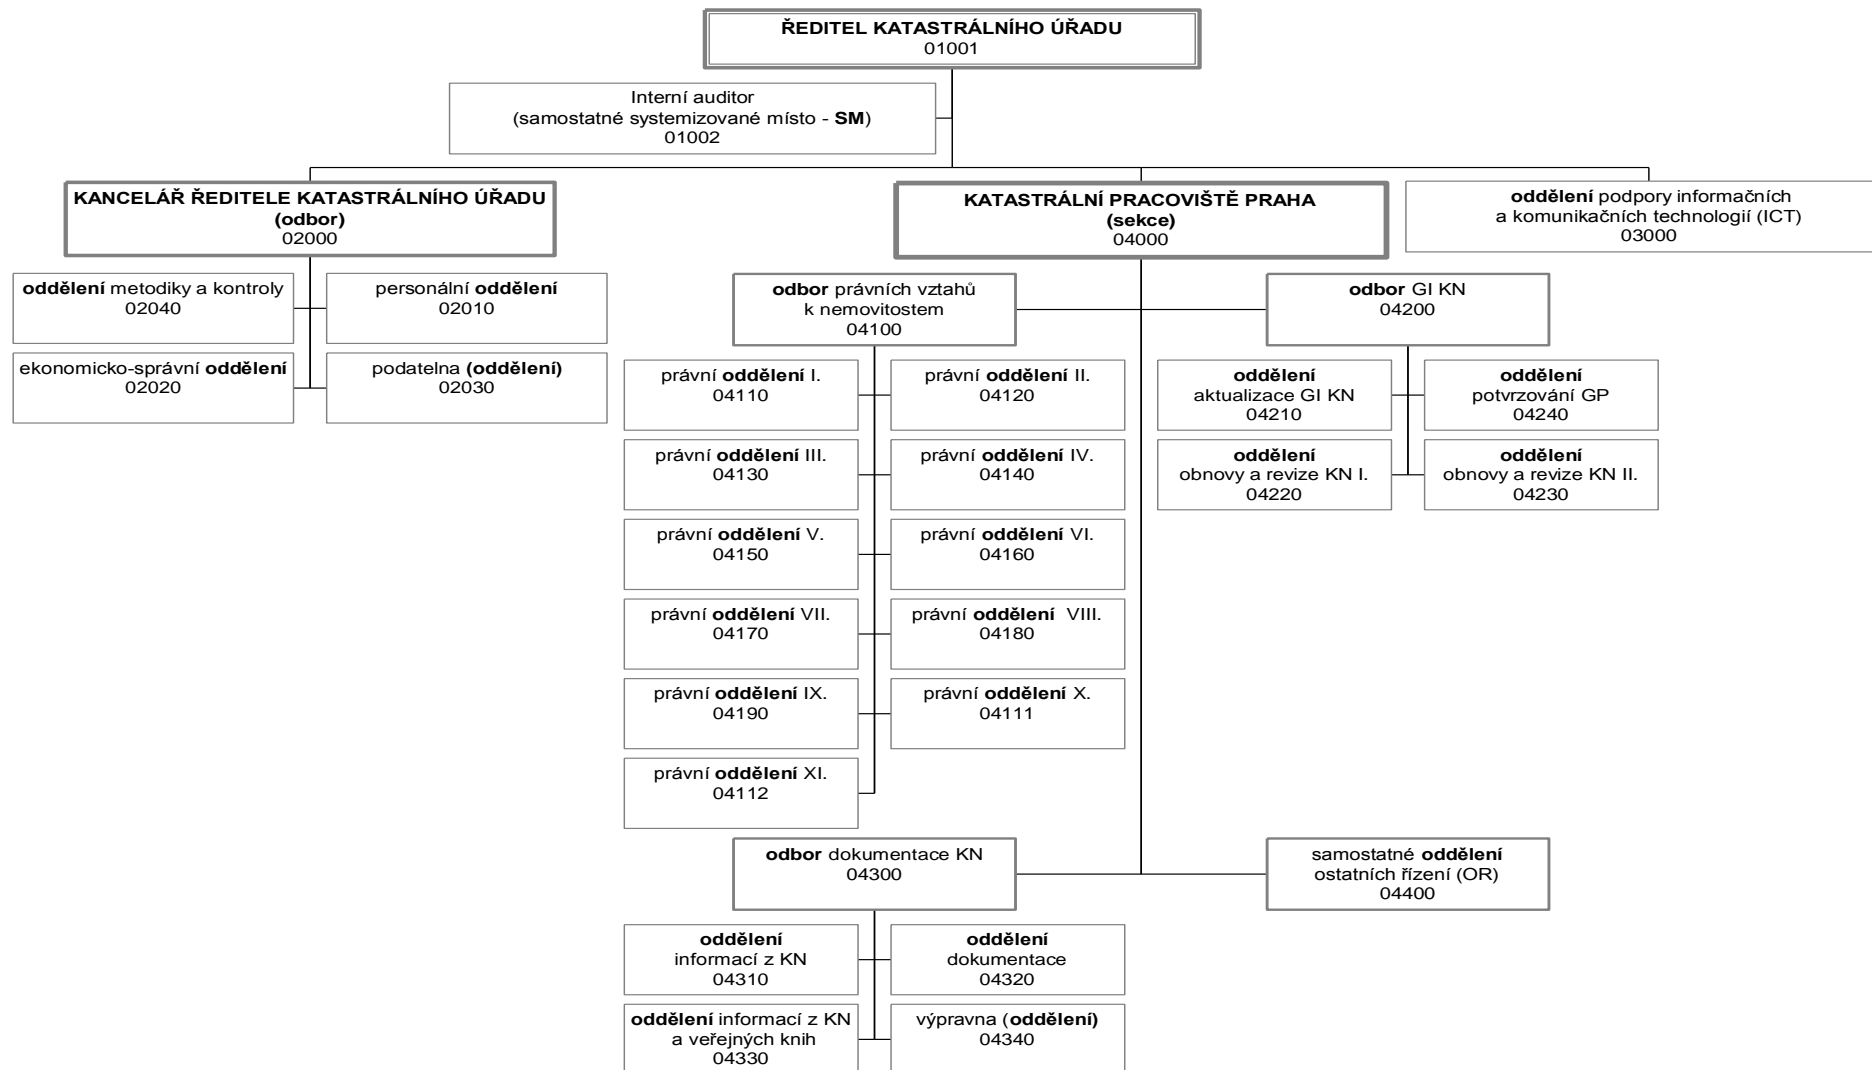 ŘEDITEL KATASTRÁLNÍHO ÚŘADU
01001
Interní auditor
(samostatné systemizované místo - SM)
01002
KANCELÁŘ ŘEDITELE KATASTRÁLNÍHO ÚŘADU
(odbor)
02000
KATASTRÁLNÍ PRACOVIŠTĚ PRAHA
(sekce)
04000
oddělení podpory informačních
a komunikačních technologií (ICT)
03000
oddělení metodiky a kontroly
02040
personální oddělení
02010
ekonomicko-správní oddělení
02020
podatelna (oddělení)
02030
odbor právních vztahů
k nemovitostem
04100
odbor GI KN
04200
právní oddělení I.
04110
právní oddělení II.
04120
právní oddělení III.
04130
právní oddělení IV.
04140
právní oddělení V.
04150
právní oddělení VI.
04160
právní oddělení VII.
04170
právní oddělení VIII.
04180
právní oddělení IX.
04190
právní oddělení X.
04111
právní oddělení XI.
04112
oddělení
aktualizace GI KN
04210
oddělení
potvrzování GP
04240
oddělení
obnovy a revize KN I.
04220
oddělení
obnovy a revize KN II.
04230
odbor dokumentace KN
04300
samostatné oddělení
ostatních řízení (OR)
04400
oddělení
informací z KN
04310
oddělení
dokumentace
04320
oddělení informací z KN
a veřejných knih
04330
výpravna (oddělení)
04340